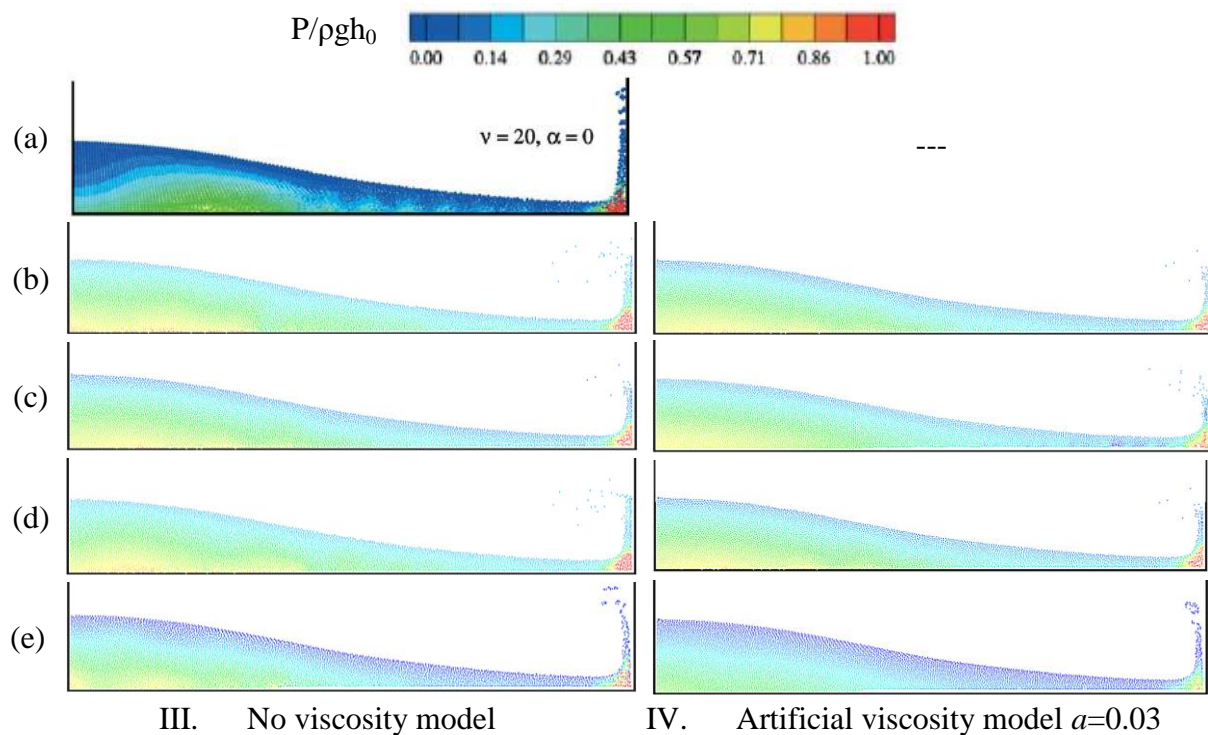 P/ρgh₀
0.00 0.14 0.29 0.43 0.57 0.71 0.86 1.00
(a) ν = 20, α = 0 ---
(b)
(c)
(d)
(e)
III. No viscosity model IV. Artificial viscosity model a=0.03